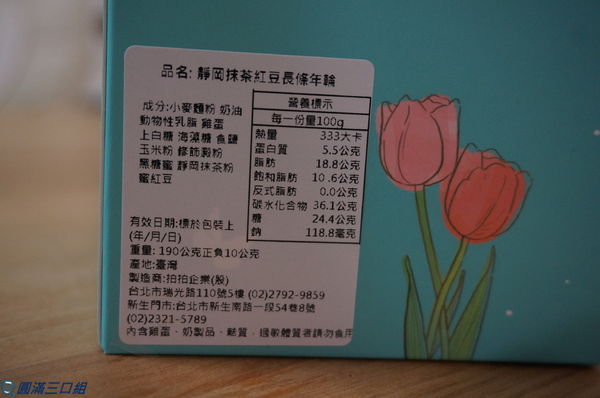 品名: 靜岡抹茶紅豆長條年輪
成分:小麥麵粉 奶油
動物性乳脂 雞蛋
上白糖 海藻糖 食鹽
玉米粉 修飾澱粉
黑糖蜜 靜岡抹茶粉
蜜紅豆
營養標示
每一份量100g
熱量 333大卡
蛋白質 5.5公克
脂肪 18.8公克
飽和脂肪 10.6公克
反式脂肪 0.0公克
碳水化合物 36.1公克
糖 24.4公克
鈉 118.8毫克
有效日期:標於包裝上
(年/月/日)
重量: 190公克正負10公克
產地:臺灣
製造商:拍拍企業(股)
台北市瑞光路110號5樓 (02)2792-9859
新生門市:台北市新生南路一段54巷8號
(02)2321-5789
內含雞蛋、奶製品、麩質、過敏體質者請勿食用
圓滿三口組